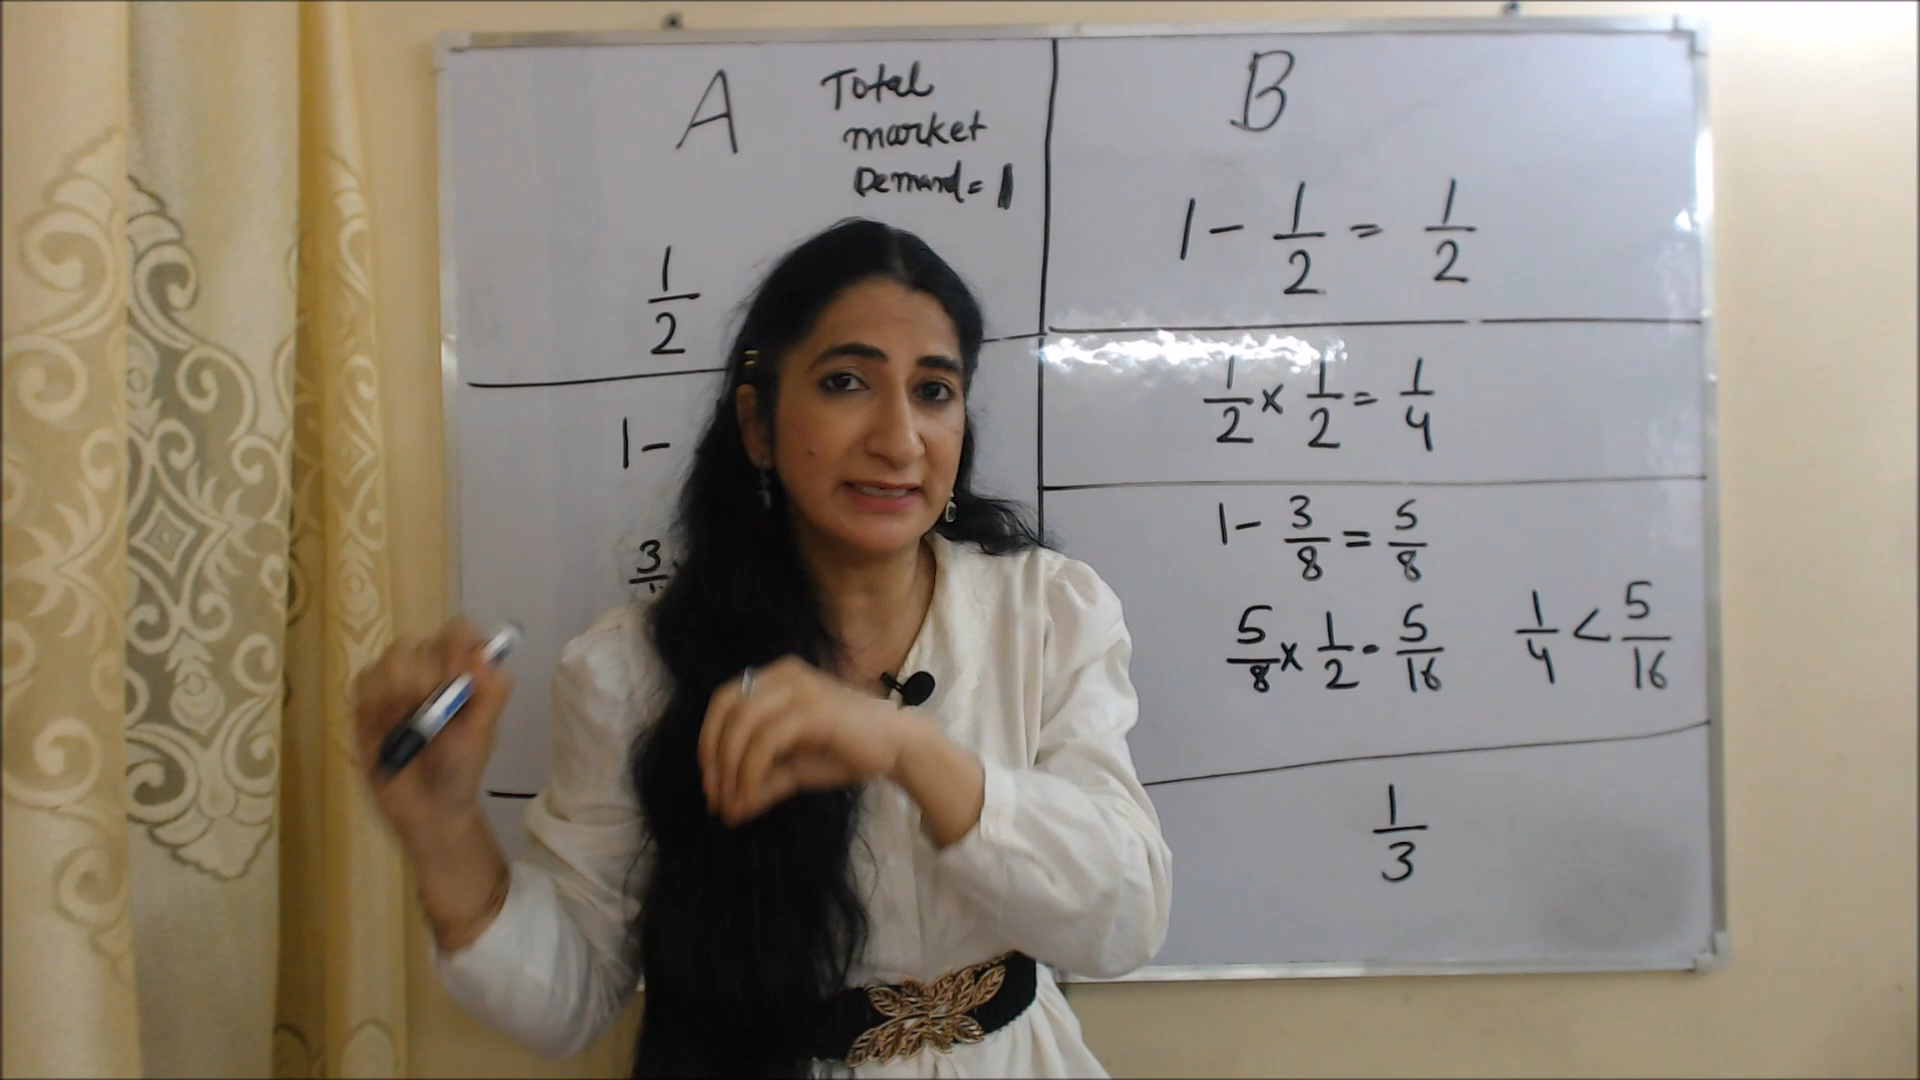 A
Total
market
Demand = 1
1/2
1 -
3/
B
1 - 1/2 = 1/2
1/2 x 1/2 = 1/4
1 - 3/8 = 5/8
5/8 x 1/2 - 5/16
1/4 < 5/16
1/3